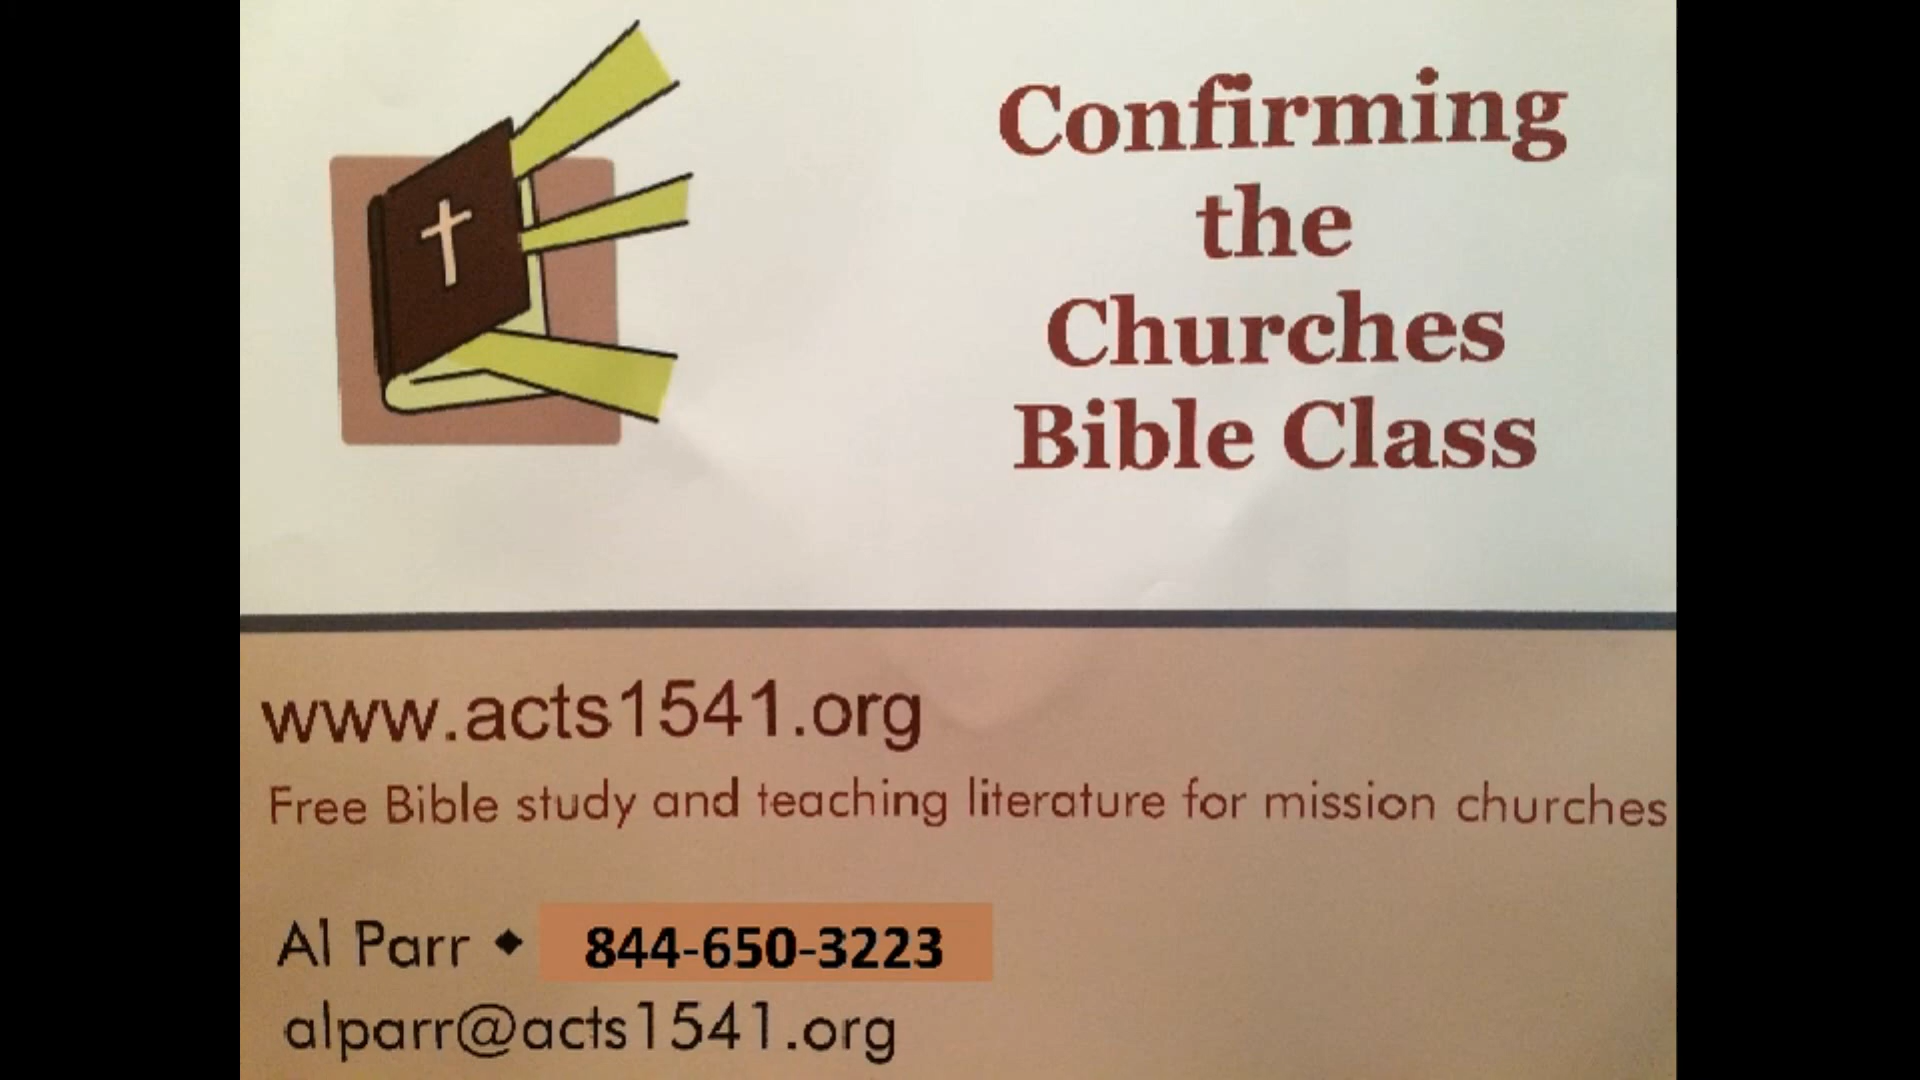 Confirming
the
Churches
Bible Class
www.acts1541.org
Free Bible study and teaching literature for mission churches
Al Parr ◆ 844-650-3223
alparr@acts1541.org